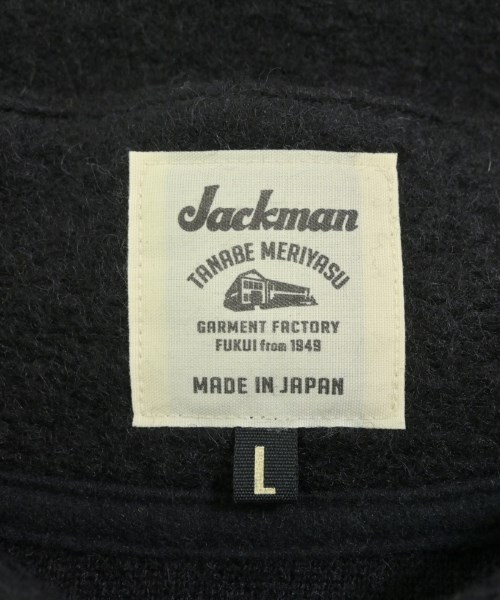 Jackman
TANABE MERIYASU
GARMENT FACTORY
FUKUI from 1949
MADE IN JAPAN
L